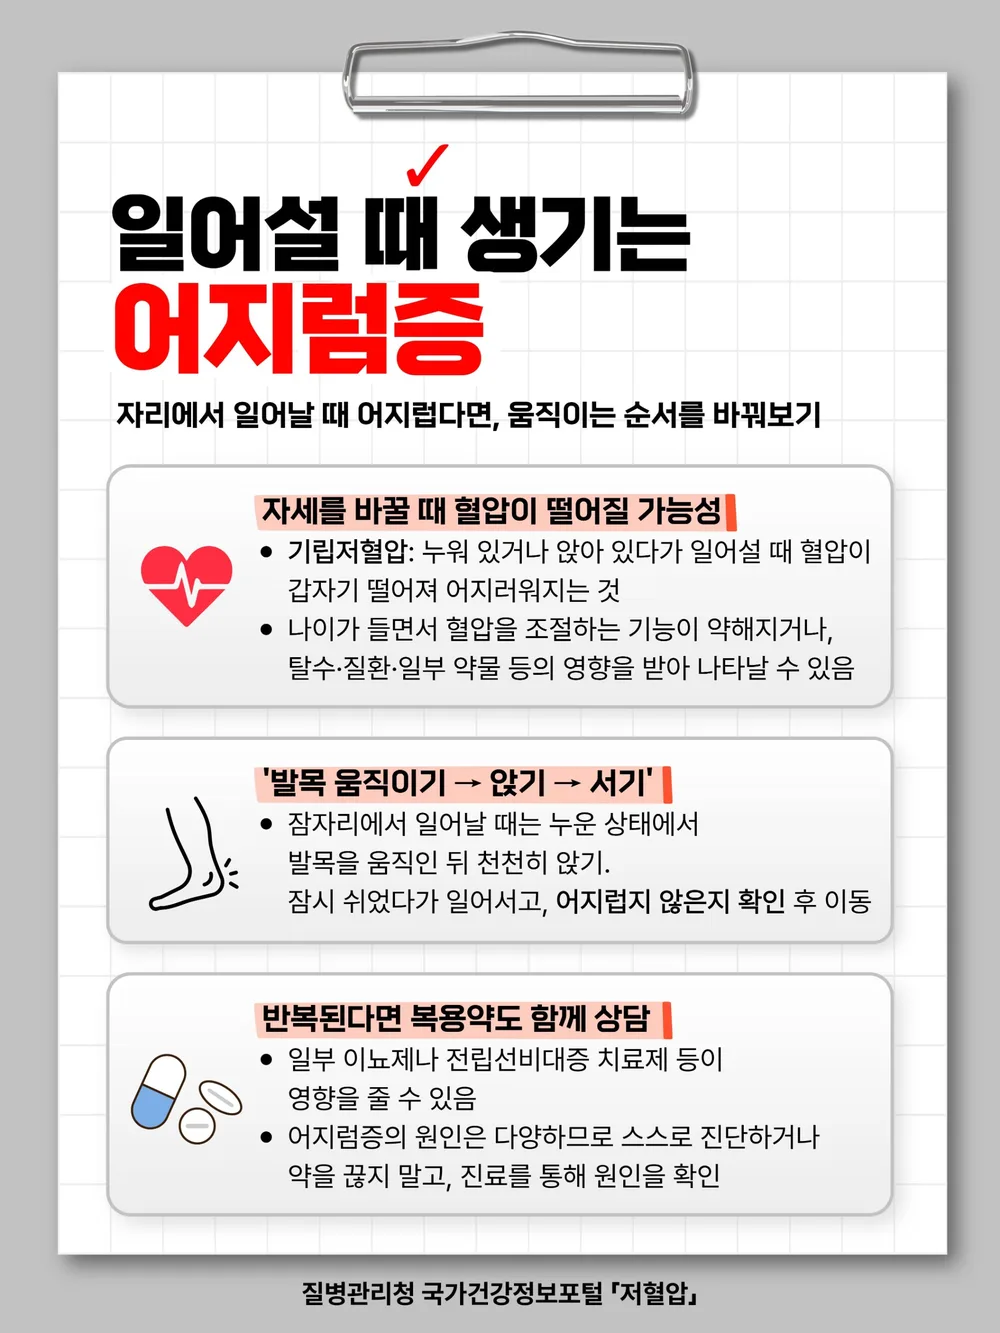 일어설 때 생기는
어지럼증
자리에서 일어날 때 어지럽다면, 움직이는 순서를 바꿔보기
자세를 바꿀 때 혈압이 떨어질 가능성
● 기립저혈압: 누워 있거나 앉아 있다가 일어설 때 혈압이
갑자기 떨어져 어지러워지는 것
● 나이가 들면서 혈압을 조절하는 기능이 약해지거나,
탈수·질환·일부 약물 등의 영향을 받아 나타날 수 있음
'발목 움직이기 → 앉기 → 서기'
● 잠자리에서 일어날 때는 누운 상태에서
발목을 움직인 뒤 천천히 앉기.
잠시 쉬었다가 일어서고, 어지럽지 않은지 확인 후 이동
반복된다면 복용약도 함께 상담
● 일부 이뇨제나 전립선비대증 치료제 등이
영향을 줄 수 있음
● 어지럼증의 원인은 다양하므로 스스로 진단하거나
약을 끊지 말고, 진료를 통해 원인을 확인
질병관리청 국가건강정보포털 「저혈압」